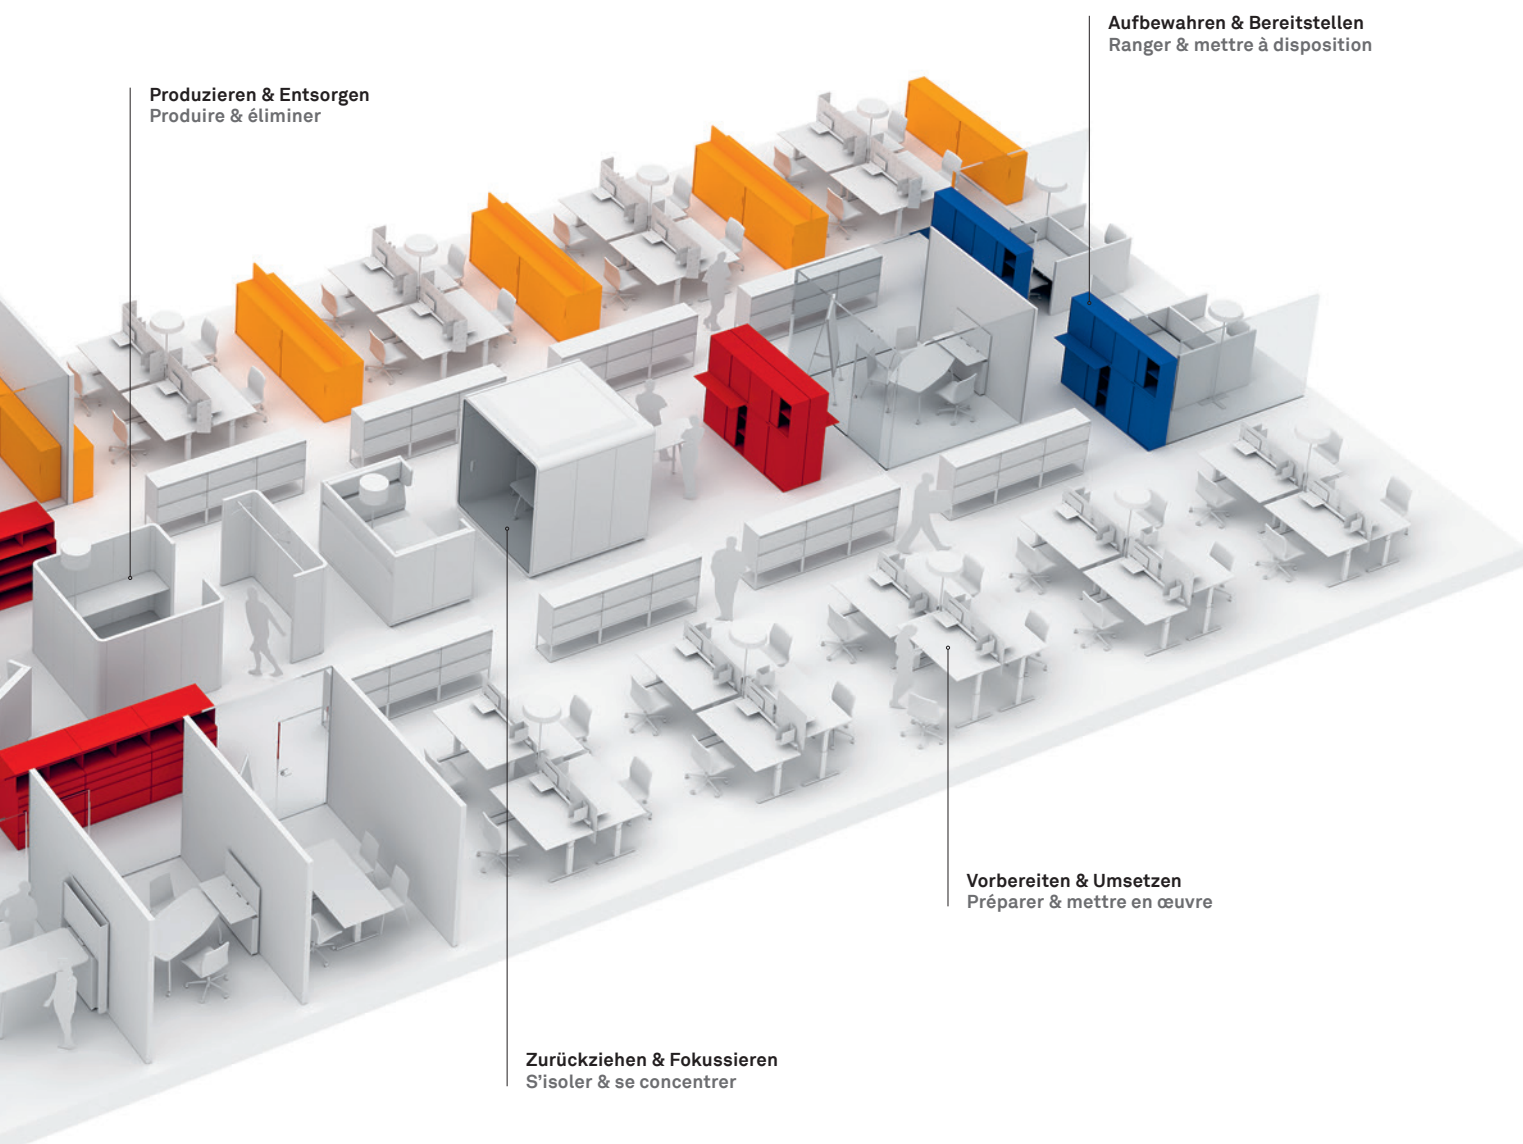 Aufbewahren & Bereitstellen
Ranger & mettre à disposition
Produzieren & Entsorgen
Produire & éliminer
Vorbereiten & Umsetzen
Préparer & mettre en œuvre
Zurückziehen & Fokussieren
S’isoler & se concentrer